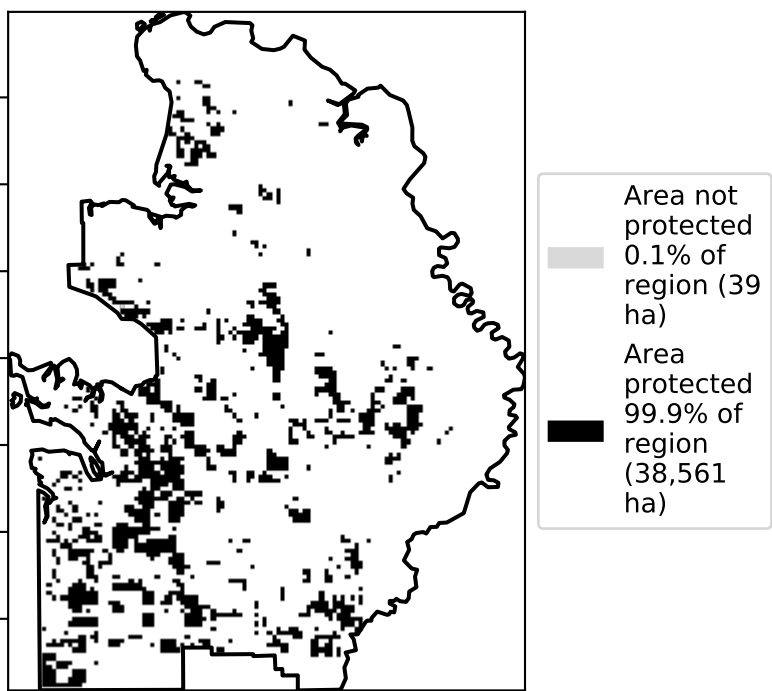 Area not
protected
0.1% of
region (39
ha)
Area
protected
99.9% of
region
(38,561
ha)